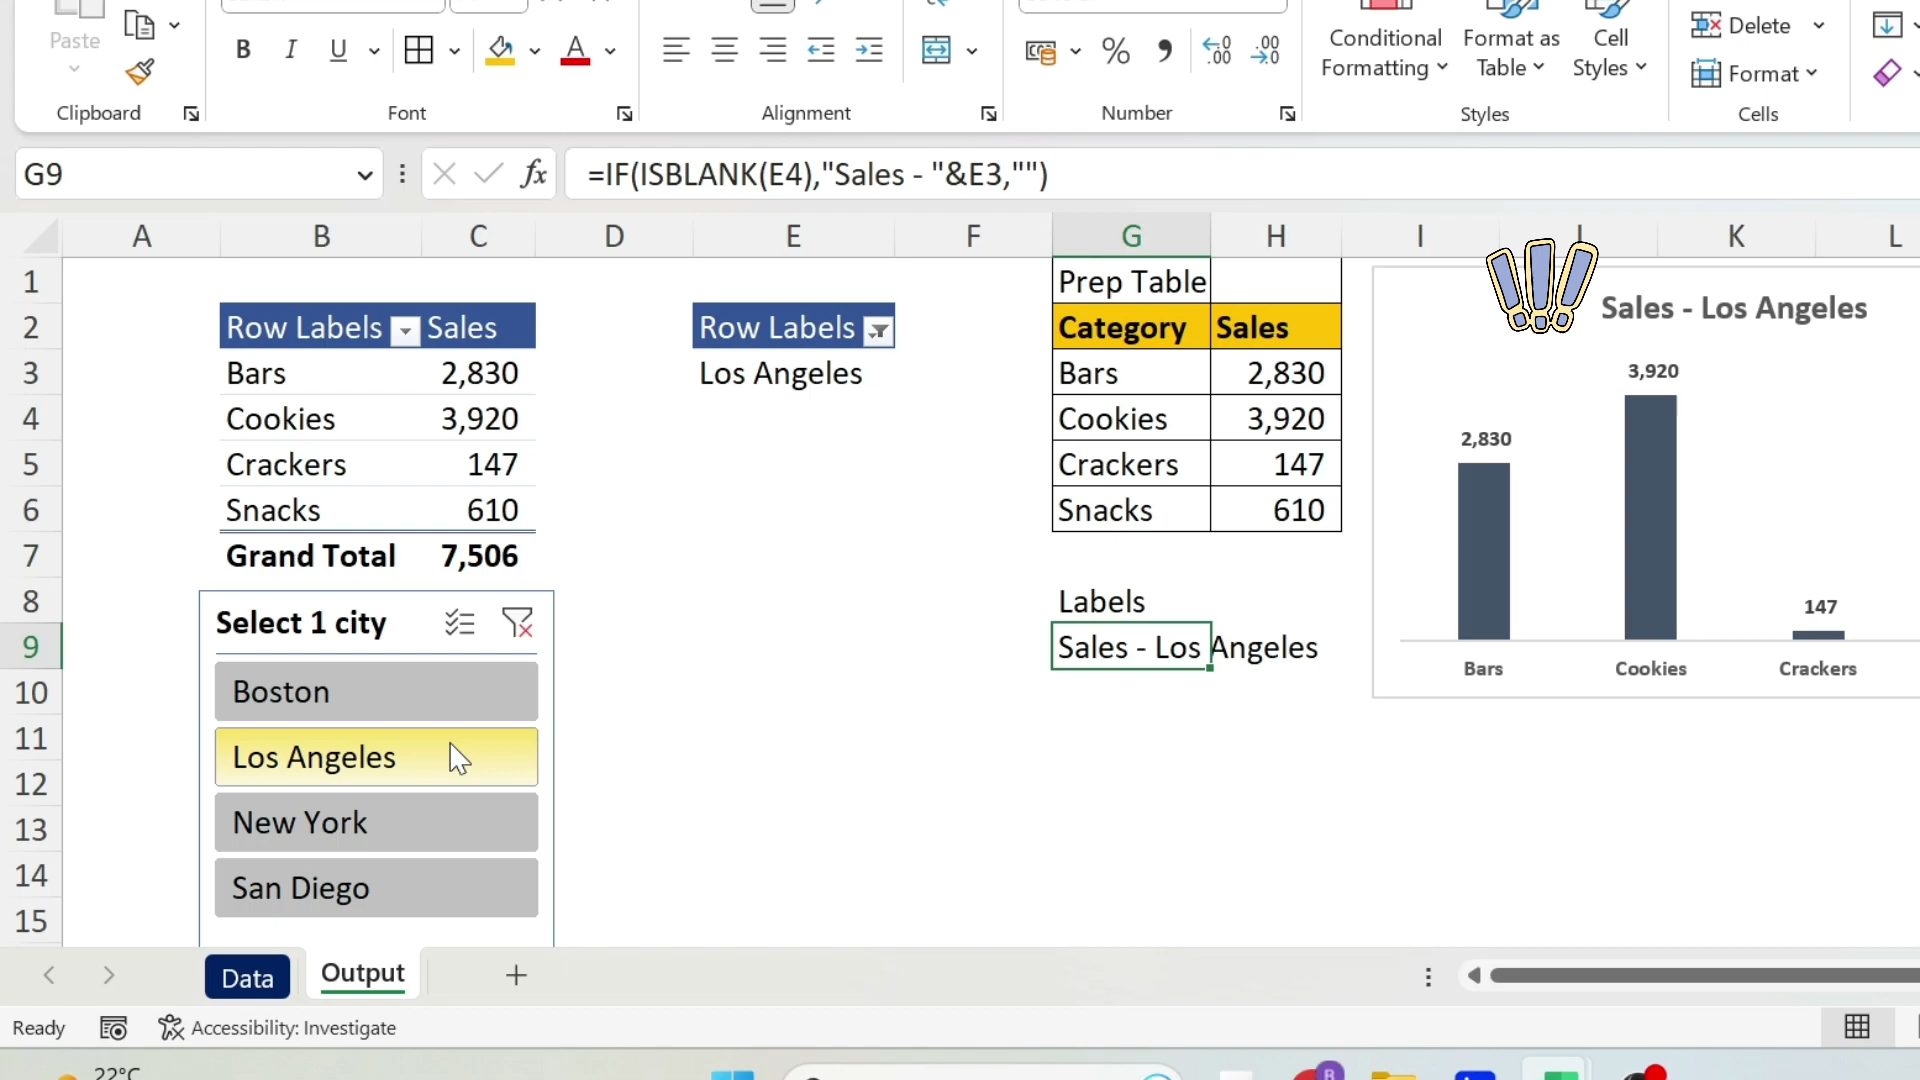 Paste
Clipboard
B I U
A
Font
Alignment
%
Number
Conditional
Formatting
Format as
Table
Cell
Styles
Styles
Delete
Format
Cells
G9
fx
=IF(ISBLANK(E4),"Sales - "&E3,"")
A B C D E F G H I J K L
1 Prep Table
2 Row Labels Sales Row Labels Category Sales
3 Bars 2,830 Los Angeles Bars 2,830
4 Cookies 3,920 Cookies 3,920
5 Crackers 147 Crackers 147
6 Snacks 610 Snacks 610
7 Grand Total 7,506
8 Labels
9 Sales - Los Angeles
10
11
12
13
14
15
Select 1 city
Boston
Los Angeles
New York
San Diego
Sales - Los Angeles
3,920
2,830
147
Bars Cookies Crackers
Data Output
Ready
Accessibility: Investigate
22°C